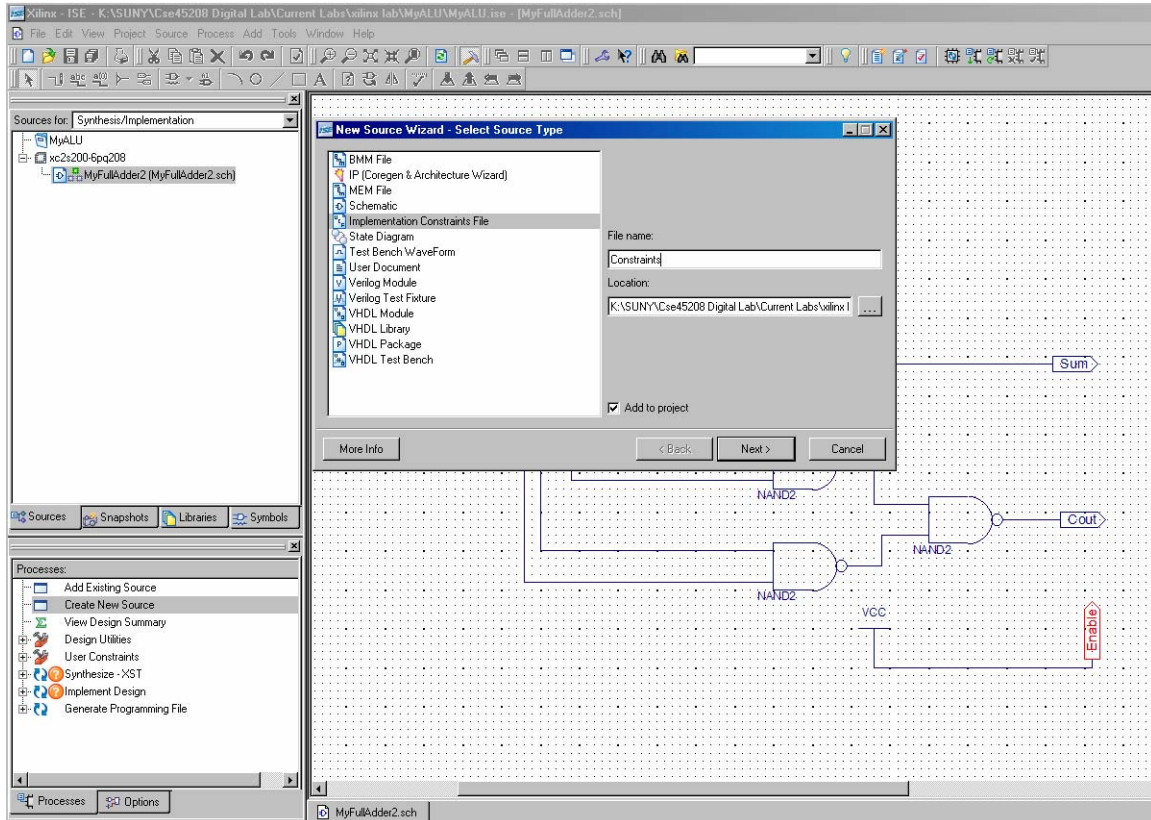 Xilinx - ISE - K:\SUNY\Cse45208 Digital Lab\Current Labs\xilinx lab\MyALU\MyALU.ise - [MyFullAdder2.sch]
File Edit View Project Source Process Add Tools Window Help
Sources for: Synthesis/Implementation
MyALU
xc2s200-6pq208
MyFullAdder2 (MyFullAdder2.sch)
Sources Snapshots Libraries Symbols
Processes:
Add Existing Source
Create New Source
View Design Summary
Design Utilities
User Constraints
Synthesize - XST
Implement Design
Generate Programming File
Processes Options
New Source Wizard - Select Source Type
BMM File
IP (Coregen & Architecture Wizard)
MEM File
Schematic
Implementation Constraints File
State Diagram
Test Bench WaveForm
User Document
Verilog Module
Verilog Test Fixture
VHDL Module
VHDL Library
VHDL Package
VHDL Test Bench
File name:
Constraints
Location:
K:\SUNY\Cse45208 Digital Lab\Current Labs\xilinx l
...
Add to project
More Info < Back Next > Cancel
Sum
NAND2
Cout
NAND2
NAND2
VCC
Enable
MyFullAdder2.sch